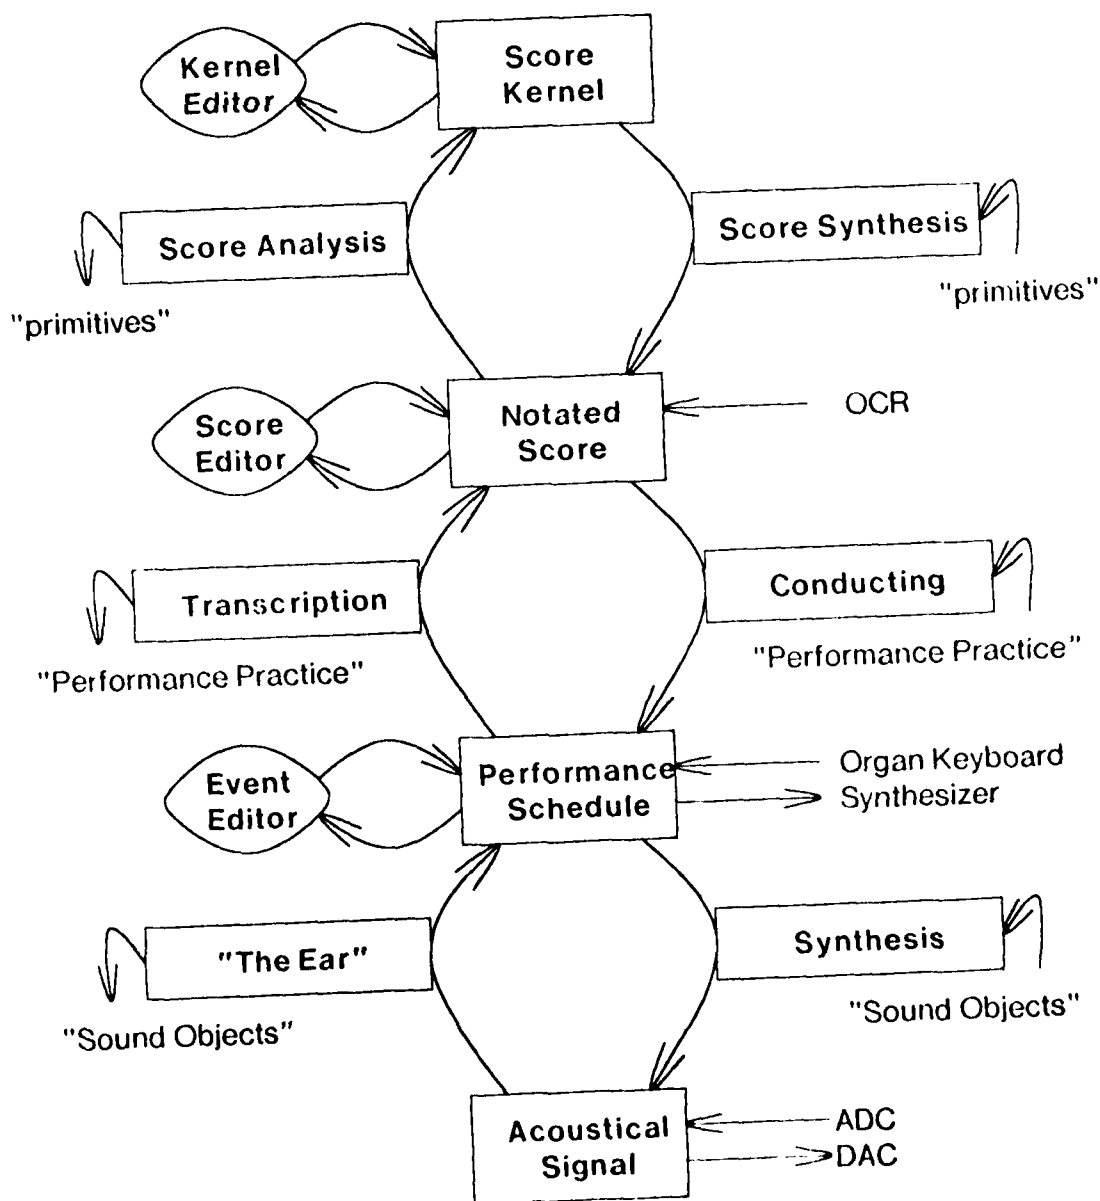 Kernel
Editor
Score
Kernel
Score Analysis
Score Synthesis
"primitives"
"primitives"
Score
Editor
Notated
Score
OCR
Transcription
Conducting
"Performance Practice"
"Performance Practice"
Event
Editor
Performance
Schedule
Organ Keyboard
Synthesizer
"The Ear"
Synthesis
"Sound Objects"
"Sound Objects"
Acoustical
Signal
ADC
DAC